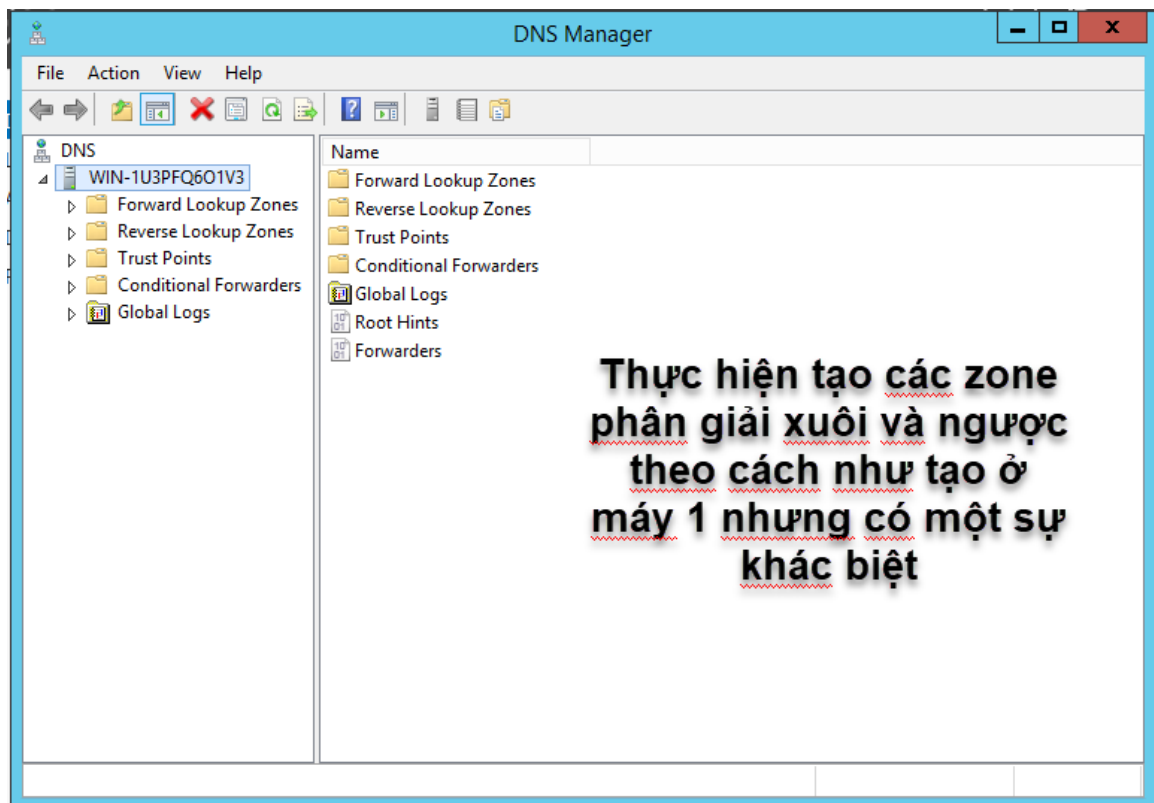 DNS Manager
File Action View Help
DNS
WIN-1U3PFQ6O1V3
Forward Lookup Zones
Reverse Lookup Zones
Trust Points
Conditional Forwarders
Global Logs
Name
Forward Lookup Zones
Reverse Lookup Zones
Trust Points
Conditional Forwarders
Global Logs
Root Hints
Forwarders
Thực hiện tạo các zone
phân giải xuôi và ngược
theo cách như tạo ở
máy 1 nhưng có một sự
khác biệt